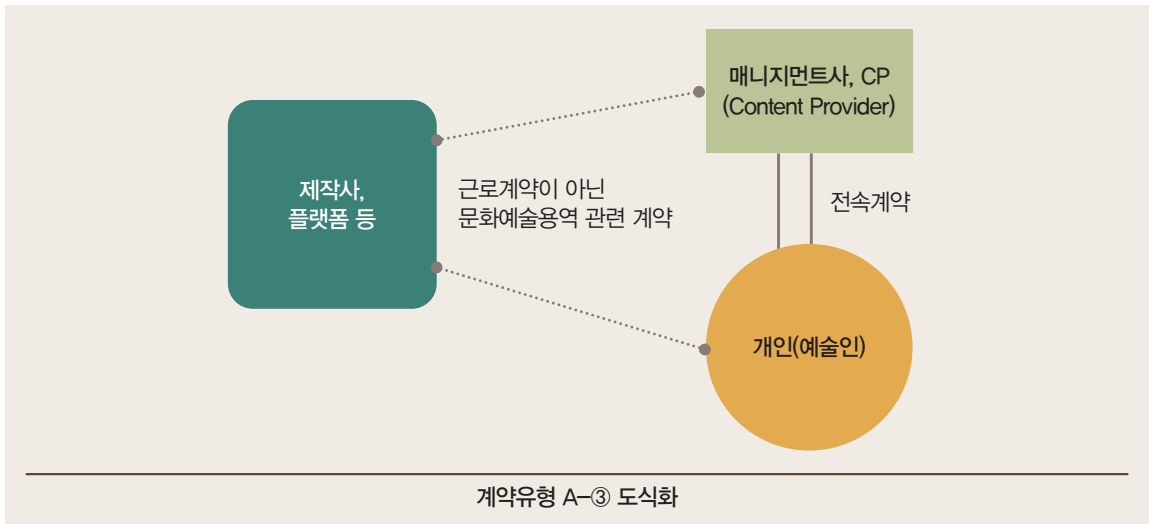 매니지먼트사, CP
(Content Provider)
제작사,
플랫폼 등
근로계약이 아닌
문화예술용역 관련 계약
전속계약
개인(예술인)
계약유형 A-③ 도식화